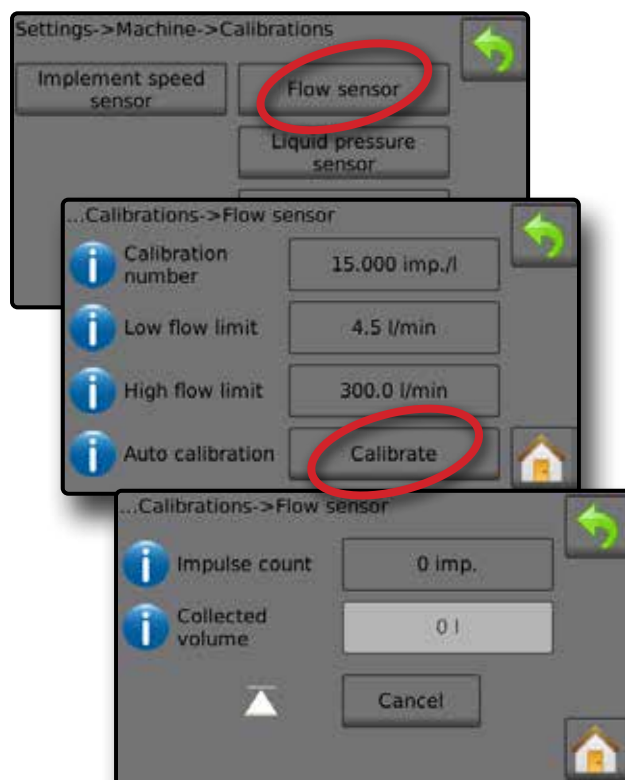 Settings->Machine->Calibrations
Implement speed
sensor
Flow sensor
Liquid pressure
sensor
...Calibrations->Flow sensor
Calibration
number
15.000 imp./l
Low flow limit
4.5 l/min
High flow limit
300.0 l/min
Auto calibration
Calibrate
...Calibrations->Flow sensor
Impulse count
0 imp.
Collected
volume
0 l
Cancel